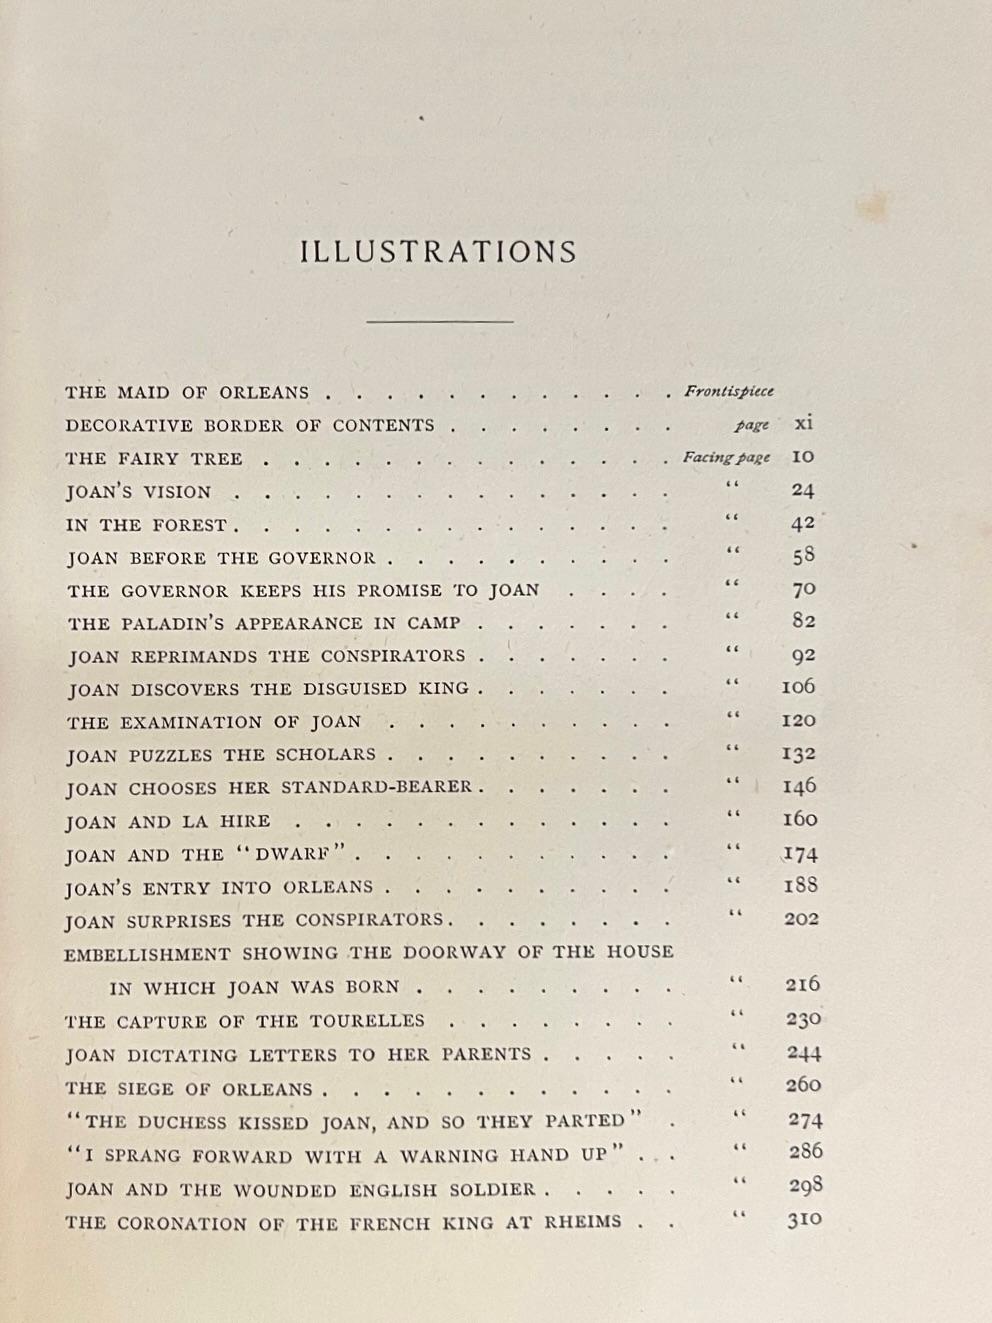 ILLUSTRATIONS
THE MAID OF ORLEANS . . . . . . . . . . . . Frontispiece
DECORATIVE BORDER OF CONTENTS . . . . . . . . page xi
THE FAIRY TREE . . . . . . . . . . . . . . Facing page 10
JOAN'S VISION . . . . . . . . . . . . . . . “ 24
IN THE FOREST . . . . . . . . . . . . . . . “ 42
JOAN BEFORE THE GOVERNOR . . . . . . . . . . “ 58
THE GOVERNOR KEEPS HIS PROMISE TO JOAN . . . . “ 70
THE PALADIN'S APPEARANCE IN CAMP . . . . . . . “ 82
JOAN REPRIMANDS THE CONSPIRATORS . . . . . . . “ 92
JOAN DISCOVERS THE DISGUISED KING . . . . . . . “ 106
THE EXAMINATION OF JOAN . . . . . . . . . . “ 120
JOAN PUZZLES THE SCHOLARS . . . . . . . . . . “ 132
JOAN CHOOSES HER STANDARD-BEARER . . . . . . . “ 146
JOAN AND LA HIRE . . . . . . . . . . . . . “ 160
JOAN AND THE “DWARF” . . . . . . . . . . . “ 174
JOAN'S ENTRY INTO ORLEANS . . . . . . . . . . “ 188
JOAN SURPRISES THE CONSPIRATORS . . . . . . . . “ 202
EMBELLISHMENT SHOWING THE DOORWAY OF THE HOUSE
IN WHICH JOAN WAS BORN . . . . . . . . . “ 216
THE CAPTURE OF THE TOURELLES . . . . . . . . “ 230
JOAN DICTATING LETTERS TO HER PARENTS . . . . . “ 244
THE SIEGE OF ORLEANS . . . . . . . . . . . . “ 260
“THE DUCHESS KISSED JOAN, AND SO THEY PARTED” . “ 274
“I SPRANG FORWARD WITH A WARNING HAND UP” . . . “ 286
JOAN AND THE WOUNDED ENGLISH SOLDIER . . . . . “ 298
THE CORONATION OF THE FRENCH KING AT RHEIMS . . “ 310